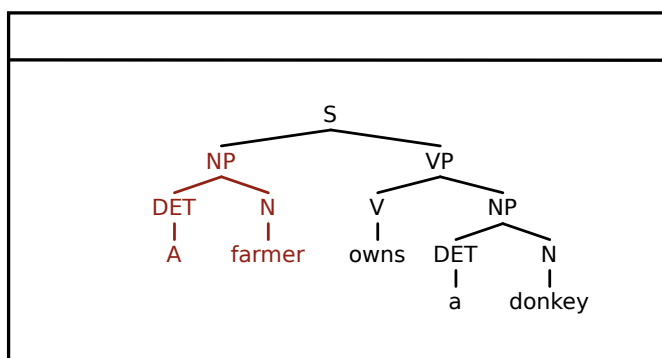 S
NP VP
DET N V NP
A farmer owns DET N
a donkey